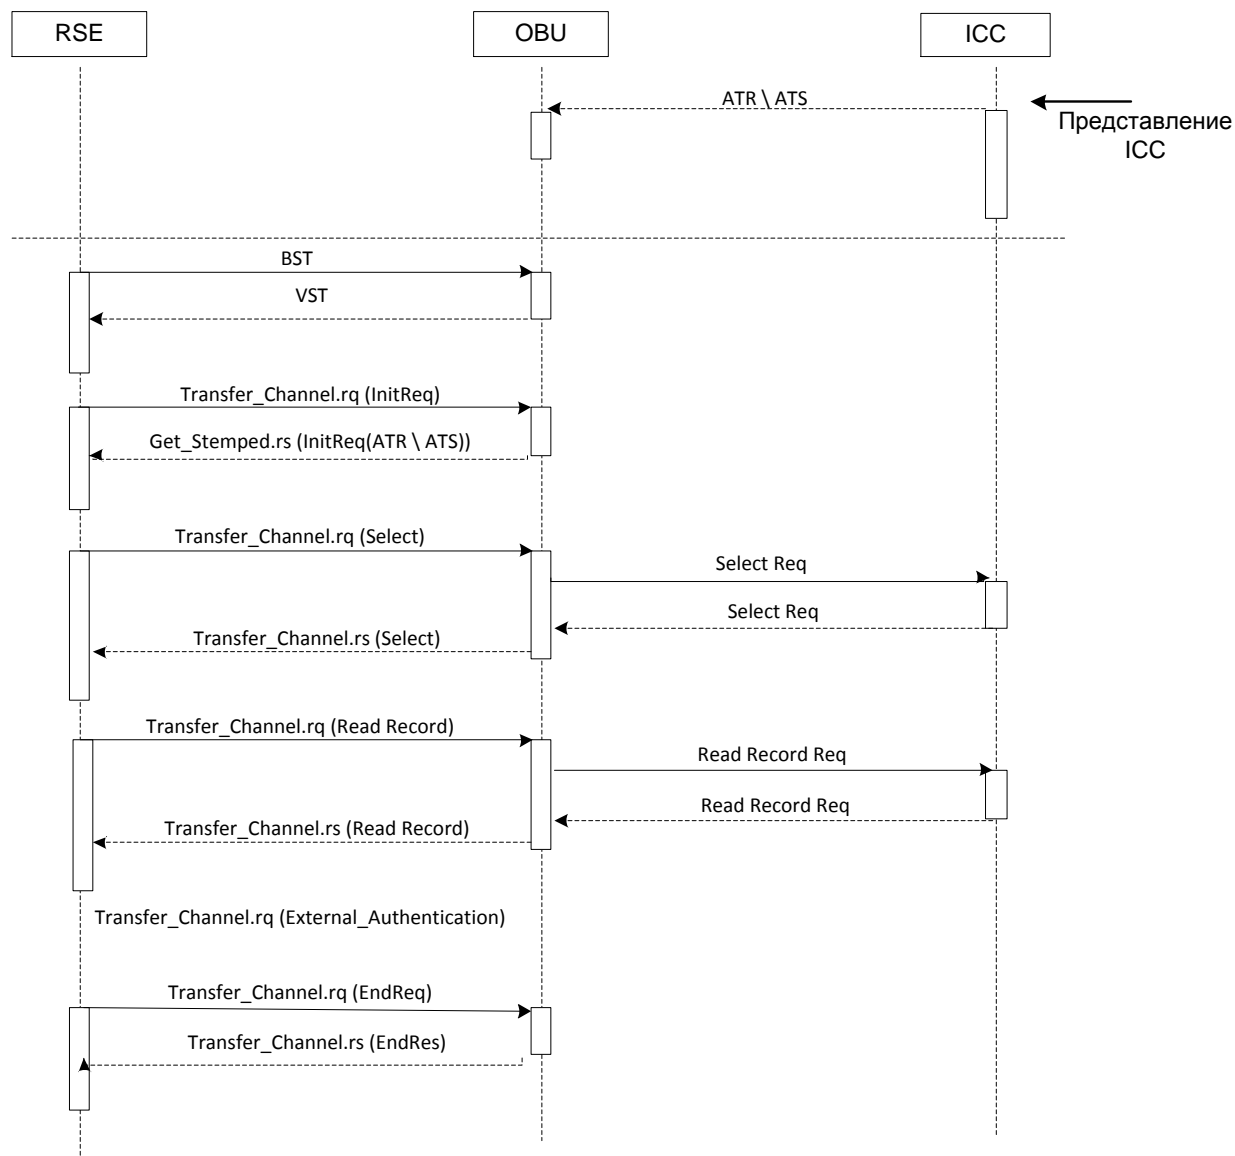 RSE
OBU
ICC
ATR \ ATS
Представление
ICC
BST
VST
Transfer_Channel.rq (InitReq)
Get_Stemped.rs (InitReq(ATR \ ATS))
Transfer_Channel.rq (Select)
Select Req
Select Req
Transfer_Channel.rs (Select)
Transfer_Channel.rq (Read Record)
Read Record Req
Read Record Req
Transfer_Channel.rs (Read Record)
Transfer_Channel.rq (External_Authentication)
Transfer_Channel.rq (EndReq)
Transfer_Channel.rs (EndRes)